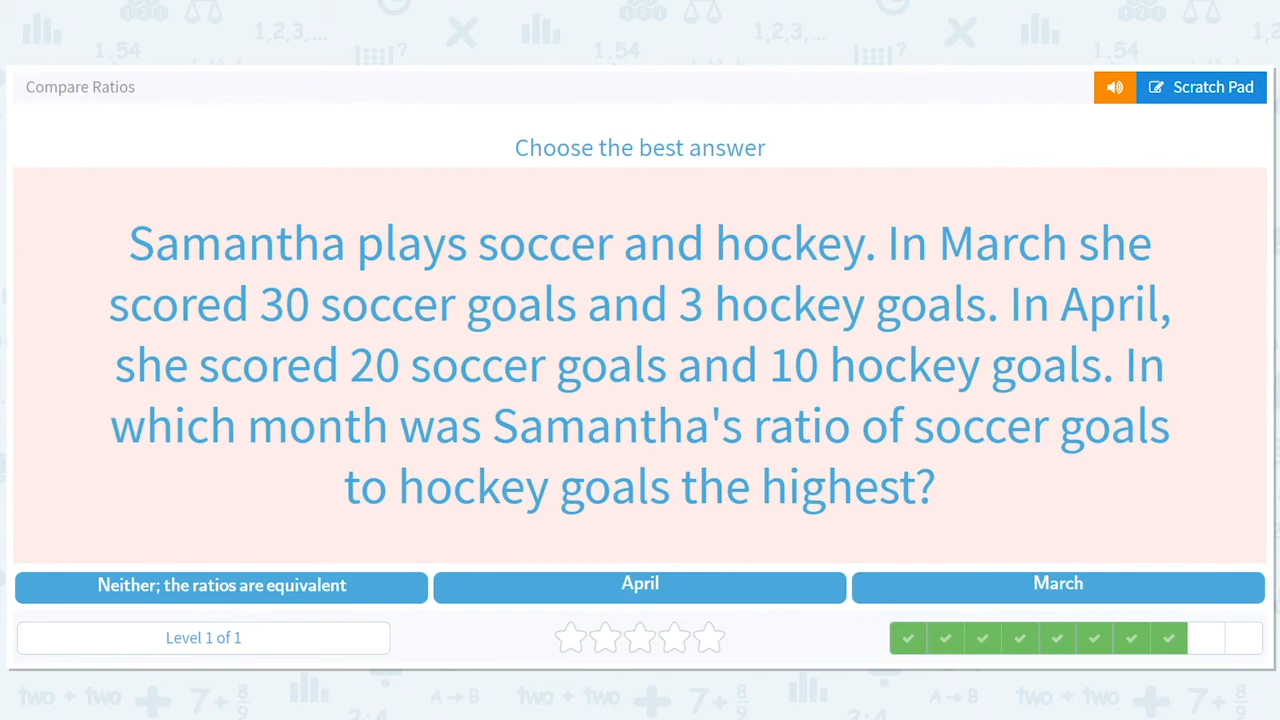 Compare Ratios
Scratch Pad
Choose the best answer
Samantha plays soccer and hockey. In March she
scored 30 soccer goals and 3 hockey goals. In April,
she scored 20 soccer goals and 10 hockey goals. In
which month was Samantha's ratio of soccer goals
to hockey goals the highest?
Neither; the ratios are equivalent
April
March
Level 1 of 1